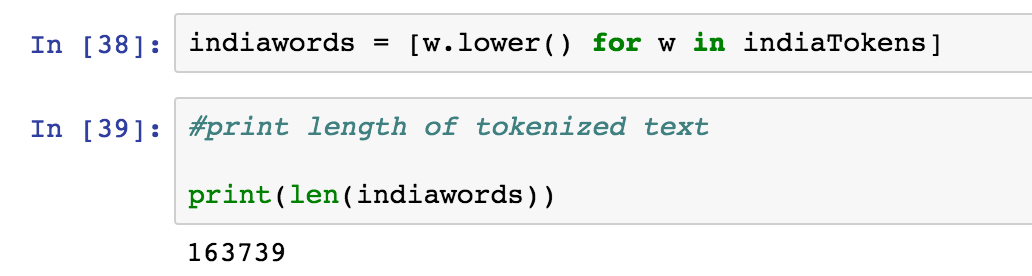 In [38]: indiawords = [w.lower() for w in indiaTokens]
In [39]: #print length of tokenized text
print(len(indiawords))
163739